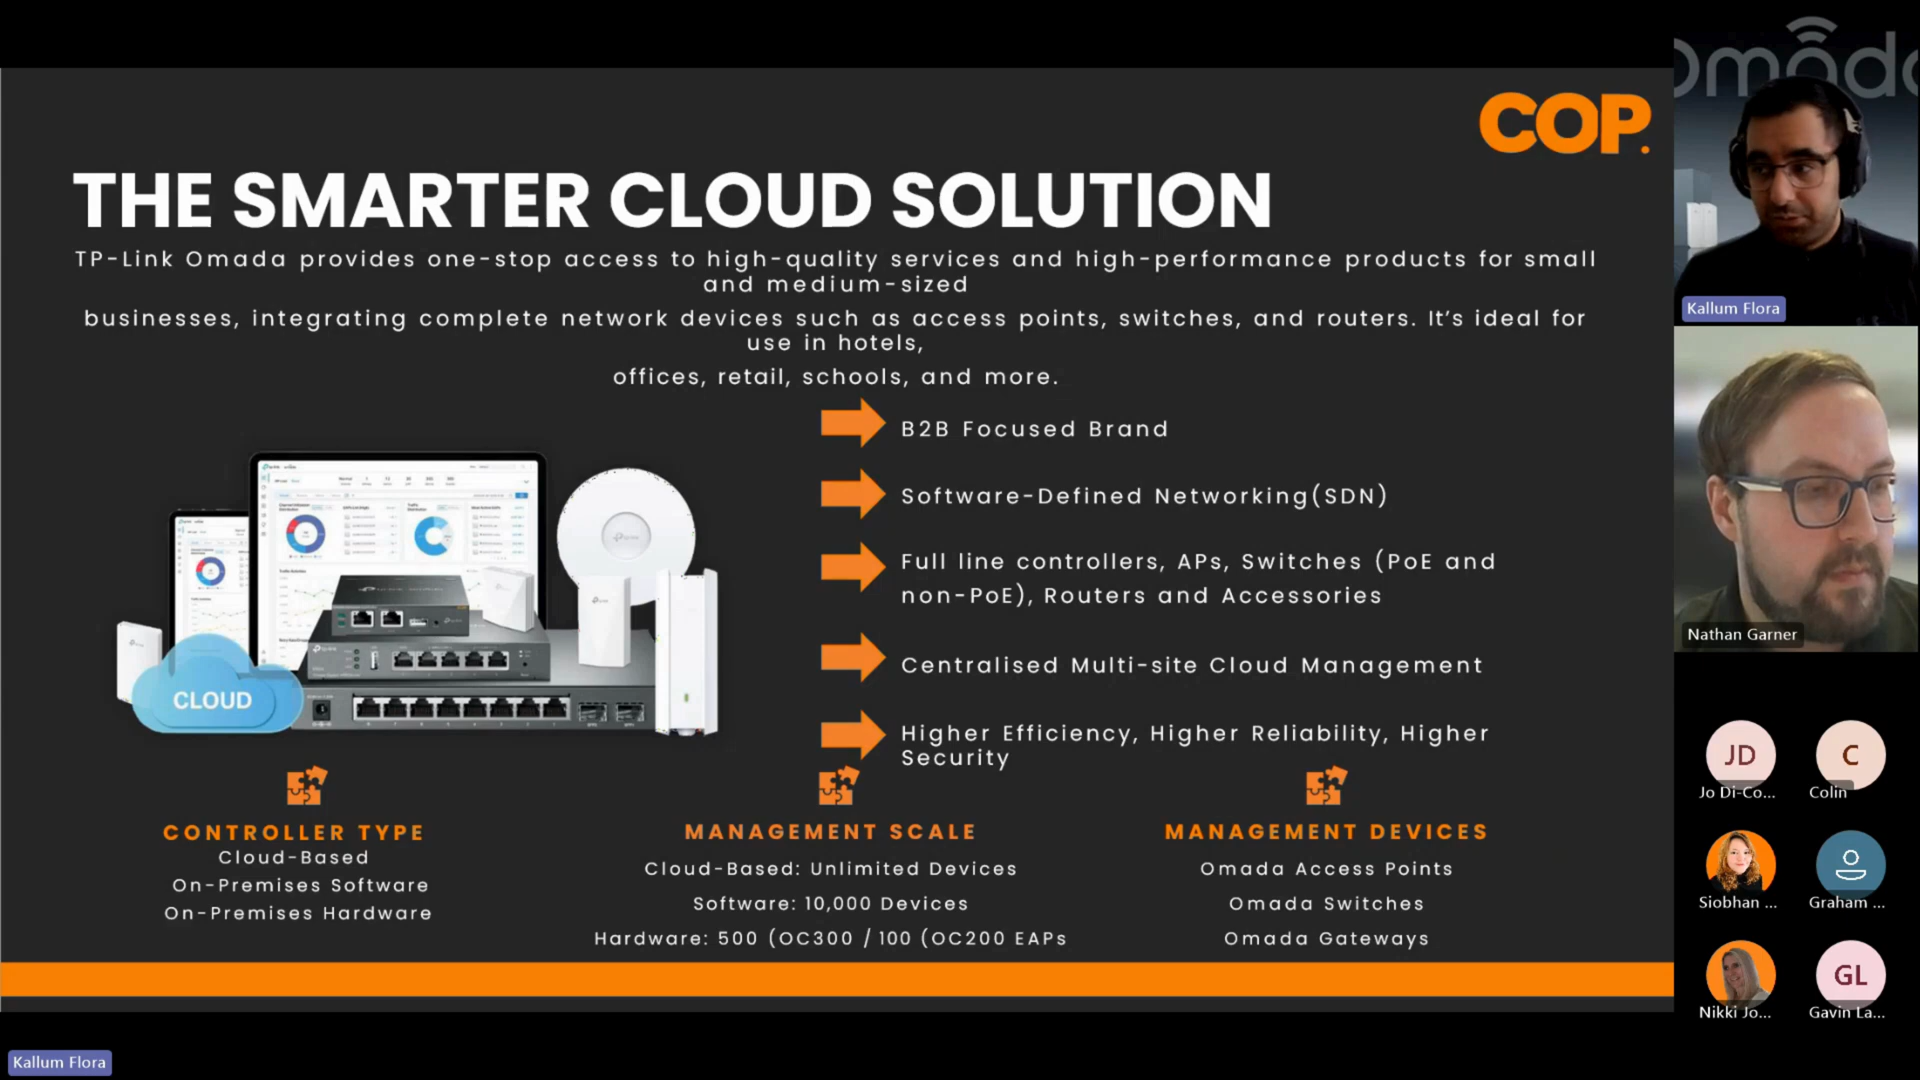 omada
COP.
THE SMARTER CLOUD SOLUTION
TP-Link Omada provides one-stop access to high-quality services and high-performance products for small
and medium-sized
businesses, integrating complete network devices such as access points, switches, and routers. It's ideal for
use in hotels,
offices, retail, schools, and more.
B2B Focused Brand
Software-Defined Networking(SDN)
Full line controllers, APs, Switches (PoE and
non-PoE), Routers and Accessories
Centralised Multi-site Cloud Management
Higher Efficiency, Higher Reliability, Higher
Security
CLOUD
CONTROLLER TYPE
Cloud-Based
On-Premises Software
On-Premises Hardware
MANAGEMENT SCALE
Cloud-Based: Unlimited Devices
Software: 10,000 Devices
Hardware: 500 (OC300 / 100 (OC200 EAPs
MANAGEMENT DEVICES
Omada Access Points
Omada Switches
Omada Gateways
Kallum Flora
Nathan Garner
JD
Jo Di-Co...
C
Colin
Siobhan ...
Graham ...
Nikki Jo...
GL
Gavin La...
Kallum Flora